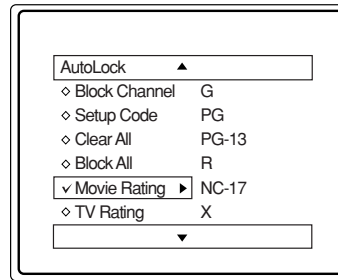 AutoLock
Block Channel G
Setup Code PG
Clear All PG-13
Block All R
Movie Rating NC-17
TV Rating X